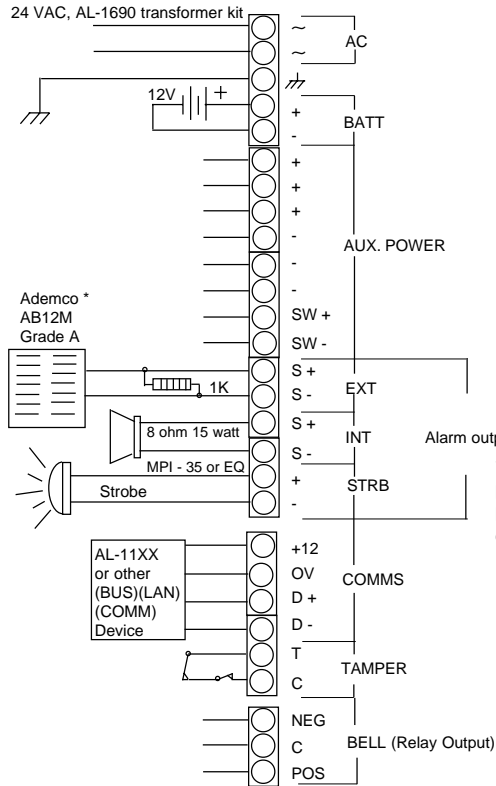 24 VAC, AL-1690 transformer kit
~
~
AC
12V
+
+
-
BATT
+
+
+
-
-
-
AUX. POWER
SW +
SW -
Ademco *
AB12M
Grade A
1K
S +
S -
EXT
8 ohm 15 watt
S +
S -
INT
Alarm outp
MPI - 35 or EQ
Strobe
+
-
STRB
AL-11XX
or other
(BUS)(LAN)
(COMM)
Device
+12
OV
D +
D -
COMMS
T
C
TAMPER
NEG
C
POS
BELL (Relay Output)